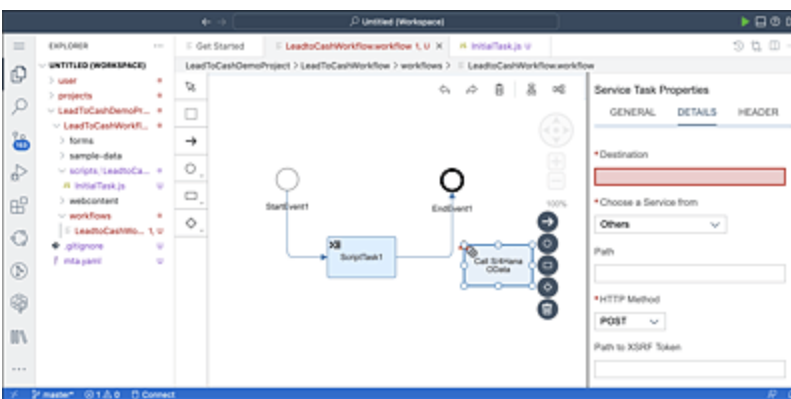 Untitled (Workspace)
EXPLORER
Get Started
LeadtoCashWorkflow.workflow 1, U
InitialTask.js U
UNTITLED (WORKSPACE)
LeadToCashDemoProject > LeadToCashWorkflow > workflows > LeadtoCashWorkflow.workflow
user
projects
LeadToCashDemoPr...
LeadToCashWorkfl...
forms
sample-data
scripts/LeadtoCa...
InitialTask.js U
webcontent
workflows
LeadtoCashWo... 1, U
.gitignore U
mta.yaml U
StartEvent1
EndEvent1
ScriptTask1
Call S/4Hana
OData
100%
Service Task Properties
GENERAL DETAILS HEADER
*Destination
*Choose a Service from
Others
Path
*HTTP Method
POST
Path to XSRF Token
master* 1 0 Connect